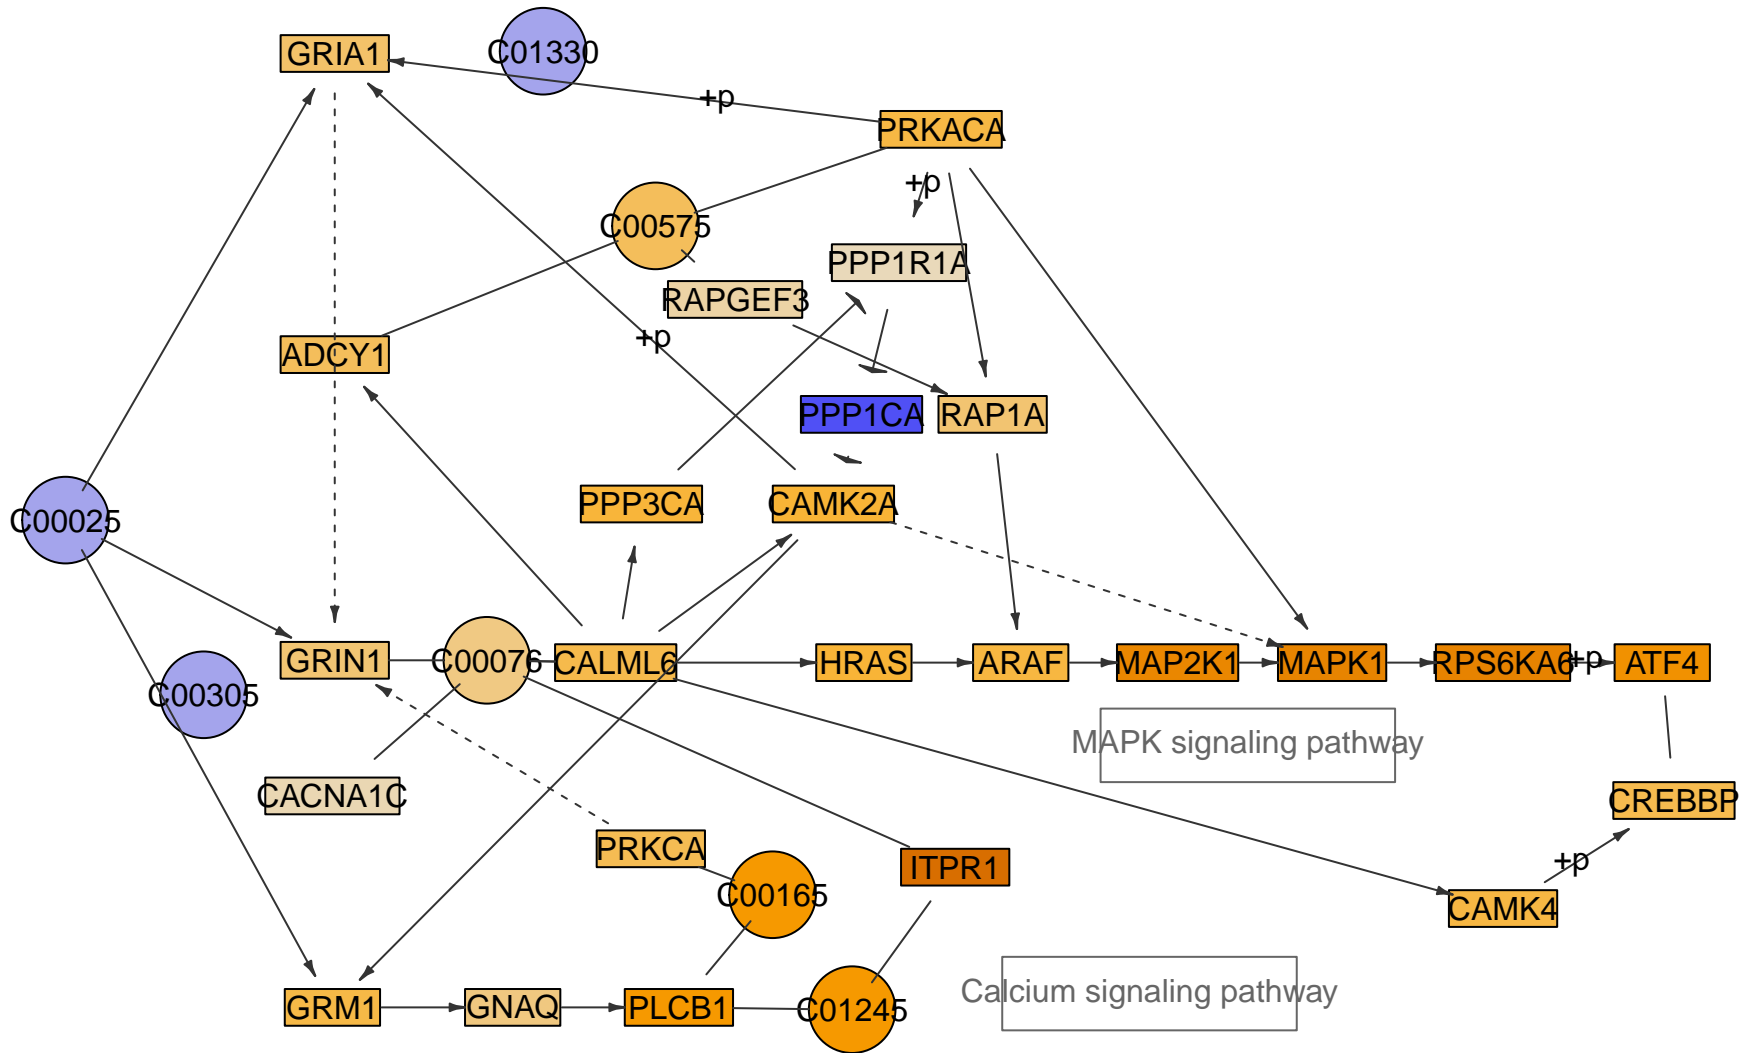 GRIA1
C01330
+p
PRKACA
+p
C00575
PPP1R1A
RAPGEF3
+p
ADCY1
PPP1CA
RAP1A
PPP3CA
CAMK2A
C00025
GRIN1
C00076
CALML6
HRAS
ARAF
MAP2K1
MAPK1
RPS6KA6
+p
ATF4
C00305
MAPK signaling pathway
CACNA1C
CREBBP
PRKCA
ITPR1
+p
C00165
CAMK4
Calcium signaling pathway
GRM1
GNAQ
PLCB1
C01245